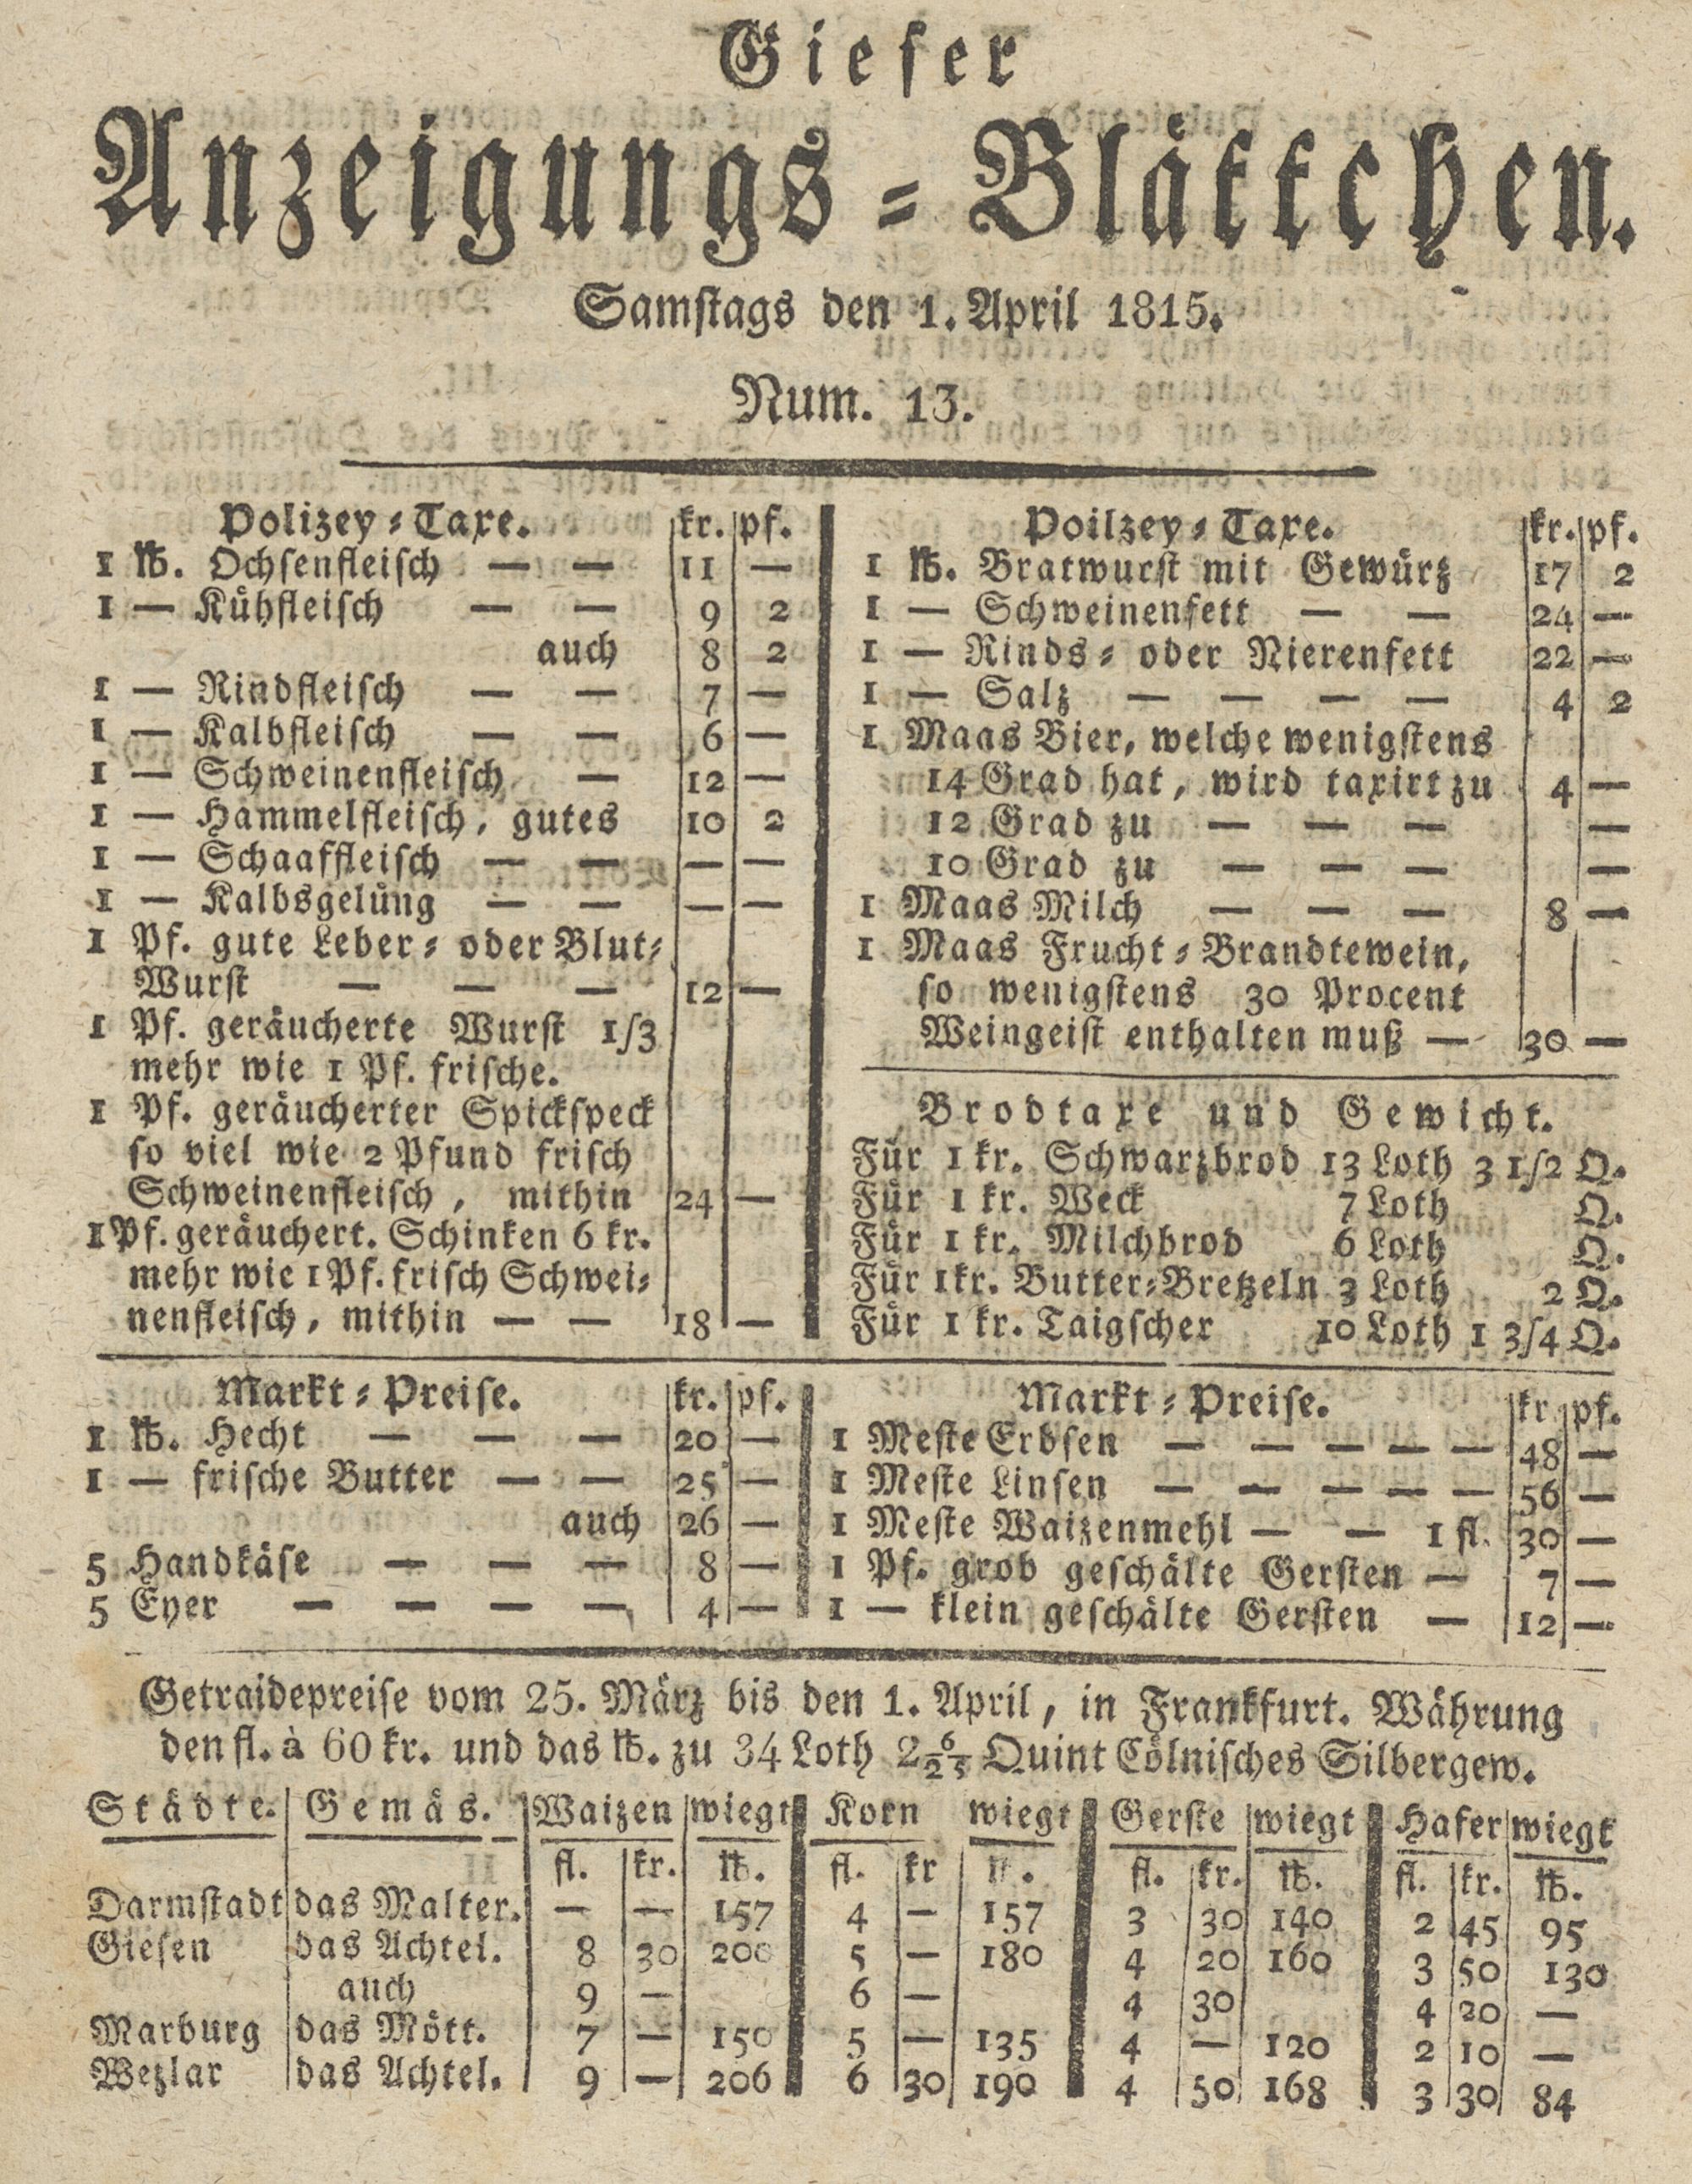 Gieser
Anzeigungs-Blättchen.
Samstags den 1. April 1815.
Num. 13.
Polizey-Taxe. kr. pf.
1 ℔. Ochsenfleisch — — 11 —
1 — Kühfleisch — — 9 2
auch 8 2
1 — Rindfleisch — — 7 —
1 — Kalbfleisch — — 6 —
1 — Schweinenfleisch — 12 —
1 — Hammelfleisch, gutes 10 2
1 — Schaaffleisch — — — —
1 — Kalbsgelüng — — — —
1 Pf. gute Leber- oder Blut-
Wurst — — — 12 —
1 Pf. geräucherte Wurst 1/3
mehr wie 1 Pf. frische.
1 Pf. geräucherter Spickspeck
so viel wie 2 Pfund frisch
Schweinenfleisch, mithin 24 —
1 Pf. geräuchert. Schinken 6 kr.
mehr wie 1 Pf. frisch Schwei-
nenfleisch, mithin — — 18 —
Poilzey-Taxe. kr. pf.
1 ℔. Bratwurst mit Gewürz 17 2
1 — Schweinenfett — — 24 —
1 — Rinds- oder Nierenfett 22 —
1 — Salz — — — — 4 2
1 Maas Bier, welche wenigstens
14 Grad hat, wird taxirt zu 4 —
12 Grad zu — — — —
10 Grad zu — — — —
1 Maas Milch — — — 8 —
1 Maas Frucht-Brandtewein,
so wenigstens 30 Procent
Weingeist enthalten muß — 30 —
Brodtaxe und Gewicht.
Für 1 kr. Schwarzbrod 13 Loth 3 1/2 Q.
Für 1 kr. Weck 7 Loth Q.
Für 1 kr. Milchbrod 6 Loth Q.
Für 1 kr. Butter-Bretzeln 3 Loth 2 Q.
Für 1 kr. Taigscher 10 Loth 1 3/4 Q.
Markt-Preise. kr. pf.
1 ℔. Hecht — — — 20 —
1 — frische Butter — — 25 —
auch 26 —
5 Handkäse — — — 8 —
5 Eyer — — — — 4 —
Markt-Preise. kr pf.
1 Meste Erbsen — — — — — 48 —
1 Meste Linsen — — — — — 56 —
1 Meste Waizenmehl — — 1 fl. 30 —
1 Pf. grob geschälte Gersten — 7 —
1 — klein geschälte Gersten — 12 —
Getraidepreise vom 25. März bis den 1. April, in Frankfurt. Währung
den fl. à 60 kr. und das ℔. zu 34 Loth 2 6/25 Quint Cölnisches Silbergew.
Städte. Gemäs. Waizen wiegt Korn wiegt Gerste wiegt Hafer wiegt
fl. kr. ℔. fl. kr ℔. fl. kr. ℔. fl. kr. ℔.
Darmstadt das Malter. — — 157 4 — 157 3 30 140 2 45 95
Giesen das Achtel. 8 30 200 5 — 180 4 20 160 3 50 130
auch 9 — 6 — 4 30 4 20 —
Marburg das Mött. 7 — 150 5 — 135 4 — 120 2 10 —
Wezlar das Achtel. 9 — 206 6 30 190 4 50 168 3 30 84